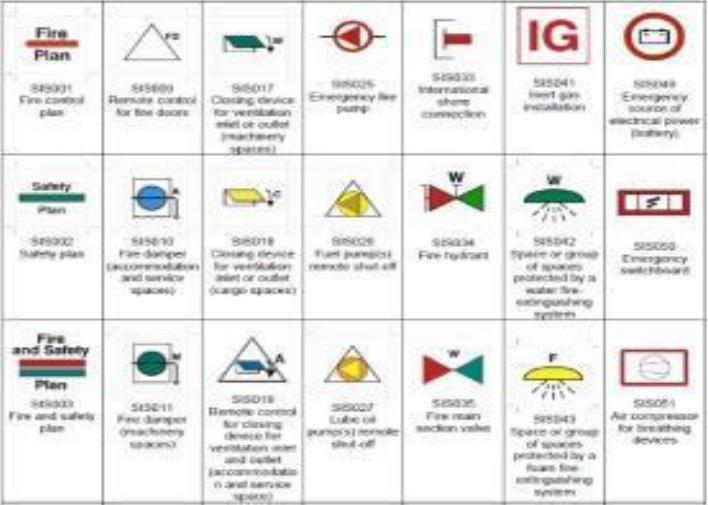 Fire
Plan
SIS001
Fire control
plan
FD
SIS009
Remote control
for fire doors
M
SIS017
Closing device
for ventilation
inlet or outlet
(machinery
spaces)
SIS025
Emergency fire
pump
SIS033
International
shore
connection
IG
SIS041
Inert gas
installation
SIS049
Emergency
source of
electrical power
(battery)
Safety
Plan
SIS002
Safety plan
A
SIS010
Fire damper
(accommodation
and service
spaces)
C
SIS018
Closing device
for ventilation
inlet or outlet
(cargo spaces)
SIS026
Fuel pump(s)
remote shut-off
W
SIS034
Fire hydrant
W
SIS042
Space or group
of spaces
protected by a
water fire-
extinguishing
system
SIS050
Emergency
switchboard
Fire
and Safety
Plan
SIS003
Fire and safety
plan
M
SIS011
Fire damper
(machinery
spaces)
A
SIS019
Remote control
for closing
device for
ventilation inlet
and outlet
(accommodatio
n and service
space)
SIS027
Lube oil
pump(s) remote
shut-off
W
SIS035
Fire main
section valve
F
SIS043
Space or group
of spaces
protected by a
foam fire-
extinguishing
system
SIS051
Air compressor
for breathing
devices